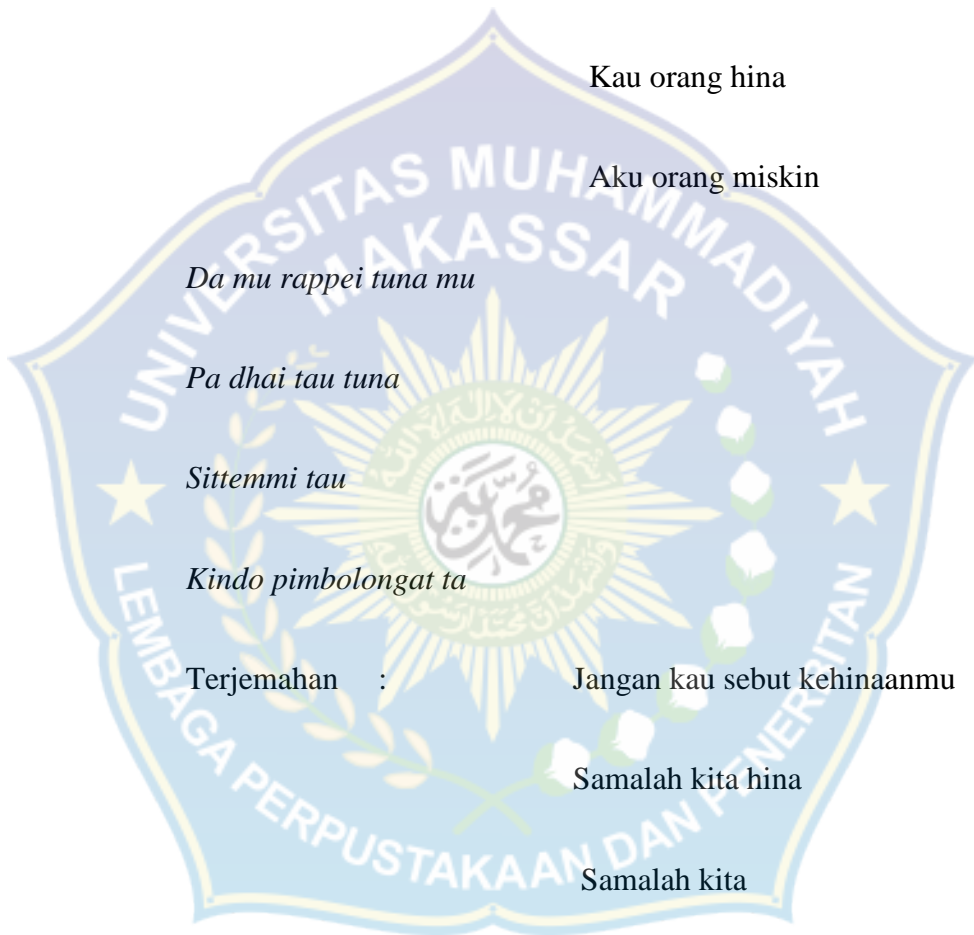 Kau orang hina
Aku orang miskin
Da mu rappei tuna mu
Pa dhai tau tuna
Sittemmi tau
Kindo pimbolongat ta
Terjemahan : Jangan kau sebut kehinaanmu
Samalah kita hina
Samalah kita
UNIVERSITAS MUHAMMADIYAH
MAKASSAR
LEMBAGA PERPUSTAKAAN DAN PENERBITAN